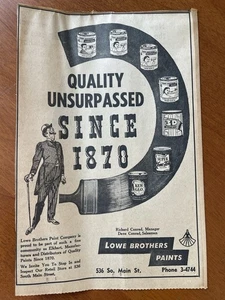 QUALITY
UNSURPASSED
SINCE
1870
Lowe Brothers Paint Company is
proud to be part of such a fine
community as Elkhart. Manufac-
turers and Distributors of Quality
Paints Since 1870.
We Invite You To Stop In and
Inspect Our Retail Store at 536
South Main Street.
Richard Conrad, Manager
Dave Conrad, Salesman
LOWE BROTHERS
PAINTS
536 So. Main St.
Phone 3-4744